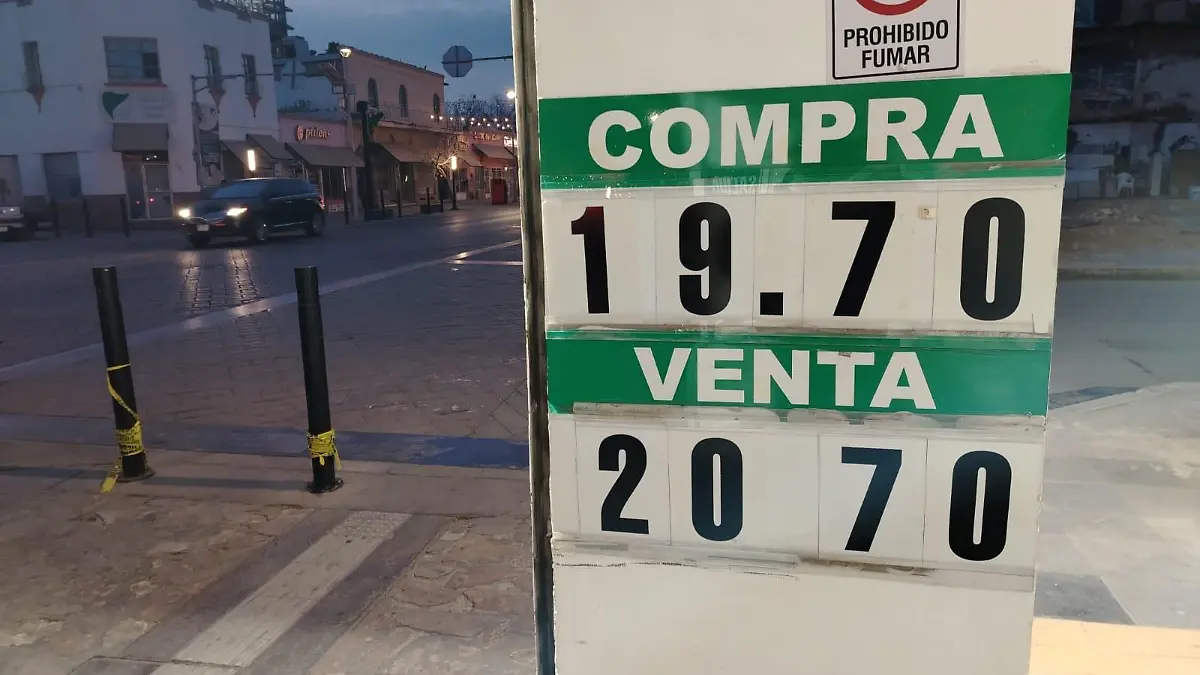 PROHIBIDO
FUMAR
COMPRA
19.70
VENTA
20 70